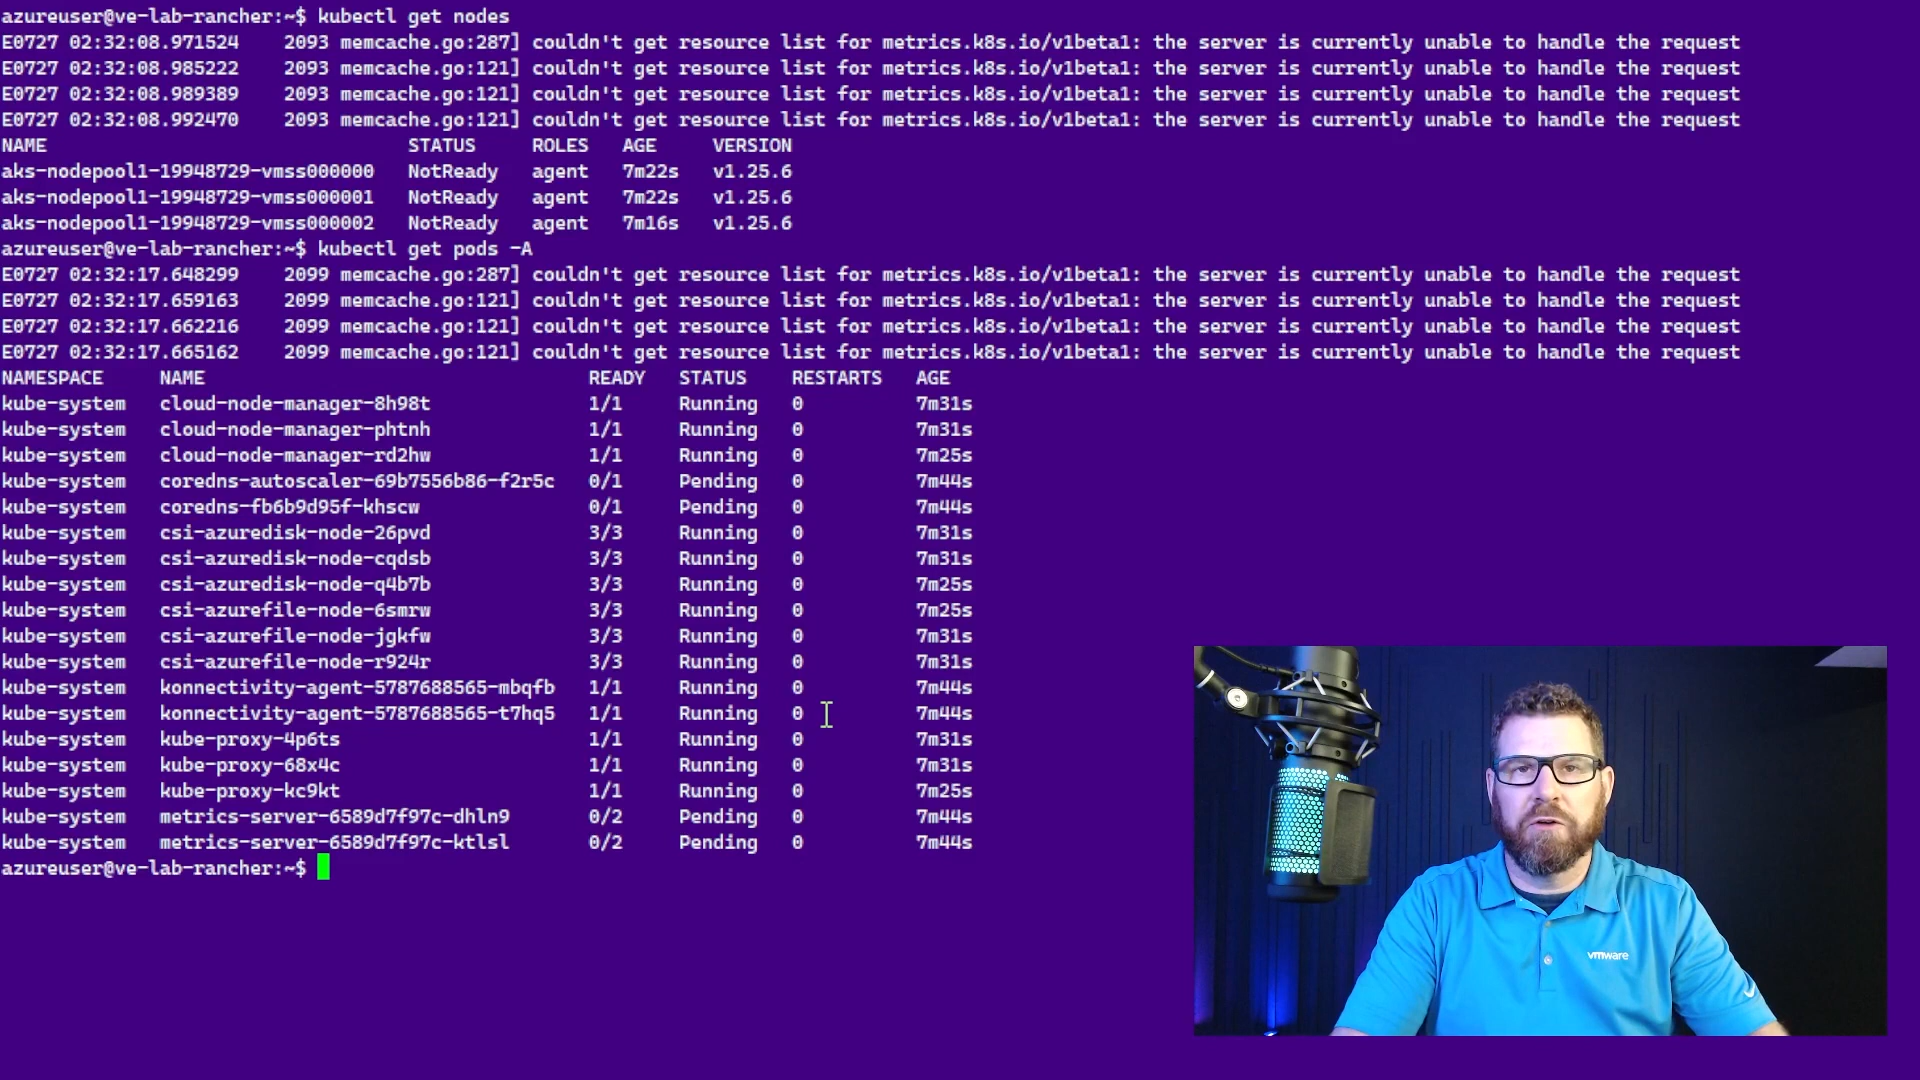 azureuser@ve-lab-rancher:~$ kubectl get nodes
E0727 02:32:08.971524    2093 memcache.go:287] couldn't get resource list for metrics.k8s.io/v1beta1: the server is currently unable to handle the request
E0727 02:32:08.985222    2093 memcache.go:121] couldn't get resource list for metrics.k8s.io/v1beta1: the server is currently unable to handle the request
E0727 02:32:08.989389    2093 memcache.go:121] couldn't get resource list for metrics.k8s.io/v1beta1: the server is currently unable to handle the request
E0727 02:32:08.992470    2093 memcache.go:121] couldn't get resource list for metrics.k8s.io/v1beta1: the server is currently unable to handle the request
NAME                                STATUS     ROLES   AGE     VERSION
aks-nodepool1-19948729-vmss000000   NotReady   agent   7m22s   v1.25.6
aks-nodepool1-19948729-vmss000001   NotReady   agent   7m22s   v1.25.6
aks-nodepool1-19948729-vmss000002   NotReady   agent   7m16s   v1.25.6
azureuser@ve-lab-rancher:~$ kubectl get pods -A
E0727 02:32:17.648299    2099 memcache.go:287] couldn't get resource list for metrics.k8s.io/v1beta1: the server is currently unable to handle the request
E0727 02:32:17.659163    2099 memcache.go:121] couldn't get resource list for metrics.k8s.io/v1beta1: the server is currently unable to handle the request
E0727 02:32:17.662216    2099 memcache.go:121] couldn't get resource list for metrics.k8s.io/v1beta1: the server is currently unable to handle the request
E0727 02:32:17.665162    2099 memcache.go:121] couldn't get resource list for metrics.k8s.io/v1beta1: the server is currently unable to handle the request
NAMESPACE     NAME                                  READY   STATUS    RESTARTS   AGE
kube-system   cloud-node-manager-8h98t              1/1     Running   0          7m31s
kube-system   cloud-node-manager-phtnh              1/1     Running   0          7m31s
kube-system   cloud-node-manager-rd2hw              1/1     Running   0          7m25s
kube-system   coredns-autoscaler-69b7556b86-f2r5c   0/1     Pending   0          7m44s
kube-system   coredns-fb6b9d95f-khscw               0/1     Pending   0          7m44s
kube-system   csi-azuredisk-node-26pvd              3/3     Running   0          7m31s
kube-system   csi-azuredisk-node-cqdsb              3/3     Running   0          7m31s
kube-system   csi-azuredisk-node-q4b7b              3/3     Running   0          7m25s
kube-system   csi-azurefile-node-6smrw              3/3     Running   0          7m25s
kube-system   csi-azurefile-node-jgkfw              3/3     Running   0          7m31s
kube-system   csi-azurefile-node-r924r              3/3     Running   0          7m31s
kube-system   konnectivity-agent-5787688565-mbqfb   1/1     Running   0          7m44s
kube-system   konnectivity-agent-5787688565-t7hq5   1/1     Running   0          7m44s
kube-system   kube-proxy-4p6ts                      1/1     Running   0          7m31s
kube-system   kube-proxy-68x4c                      1/1     Running   0          7m31s
kube-system   kube-proxy-kc9kt                      1/1     Running   0          7m25s
kube-system   metrics-server-6589d7f97c-dhln9       0/2     Pending   0          7m44s
kube-system   metrics-server-6589d7f97c-ktlsl       0/2     Pending   0          7m44s
azureuser@ve-lab-rancher:~$
vmware